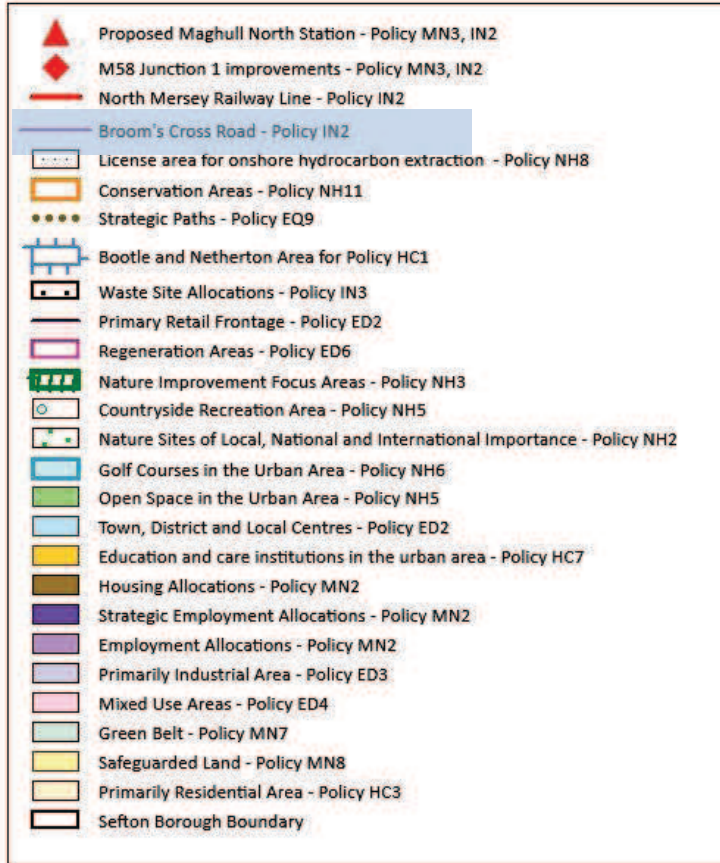 Proposed Maghull North Station - Policy MN3, IN2
M58 Junction 1 improvements - Policy MN3, IN2
North Mersey Railway Line - Policy IN2
Broom's Cross Road - Policy IN2
License area for onshore hydrocarbon extraction - Policy NH8
Conservation Areas - Policy NH11
Strategic Paths - Policy EQ9
Bootle and Netherton Area for Policy HC1
Waste Site Allocations - Policy IN3
Primary Retail Frontage - Policy ED2
Regeneration Areas - Policy ED6
Nature Improvement Focus Areas - Policy NH3
Countryside Recreation Area - Policy NH5
Nature Sites of Local, National and International Importance - Policy NH2
Golf Courses in the Urban Area - Policy NH6
Open Space in the Urban Area - Policy NH5
Town, District and Local Centres - Policy ED2
Education and care institutions in the urban area - Policy HC7
Housing Allocations - Policy MN2
Strategic Employment Allocations - Policy MN2
Employment Allocations - Policy MN2
Primarily Industrial Area - Policy ED3
Mixed Use Areas - Policy ED4
Green Belt - Policy MN7
Safeguarded Land - Policy MN8
Primarily Residential Area - Policy HC3
Sefton Borough Boundary